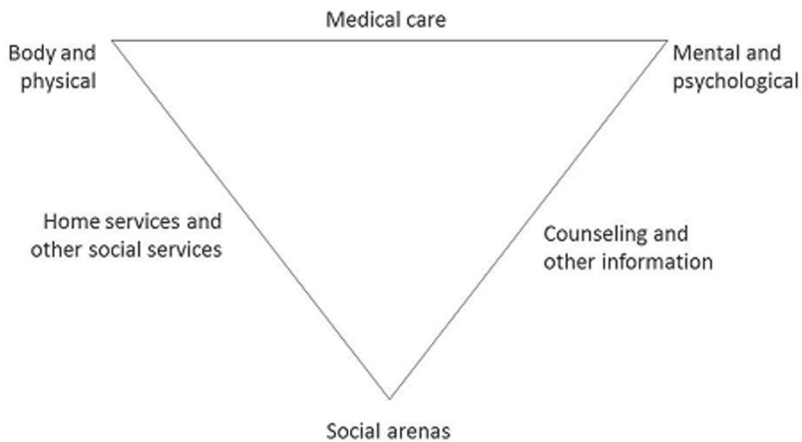 Medical care
Body and
physical
Mental and
psychological
Home services and
other social services
Counseling and
other information
Social arenas